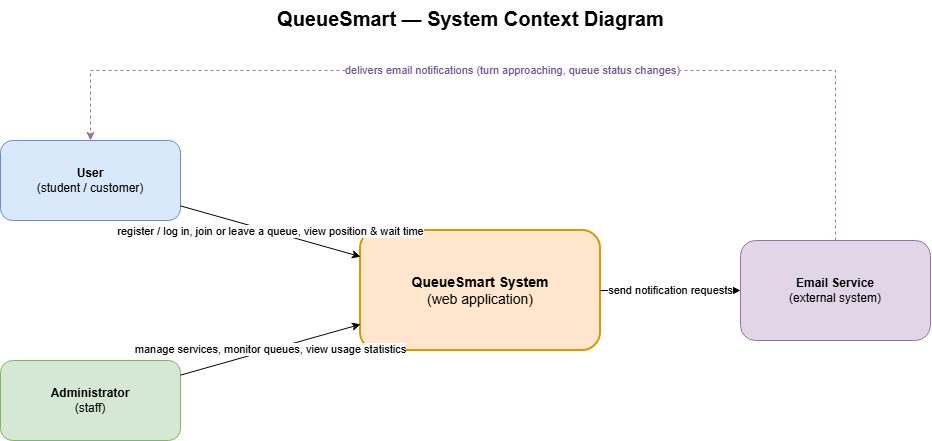 QueueSmart — System Context Diagram
delivers email notifications (turn approaching, queue status changes)
User
(student / customer)
register / log in, join or leave a queue, view position & wait time
QueueSmart System
(web application)
send notification requests
Email Service
(external system)
manage services, monitor queues, view usage statistics
Administrator
(staff)